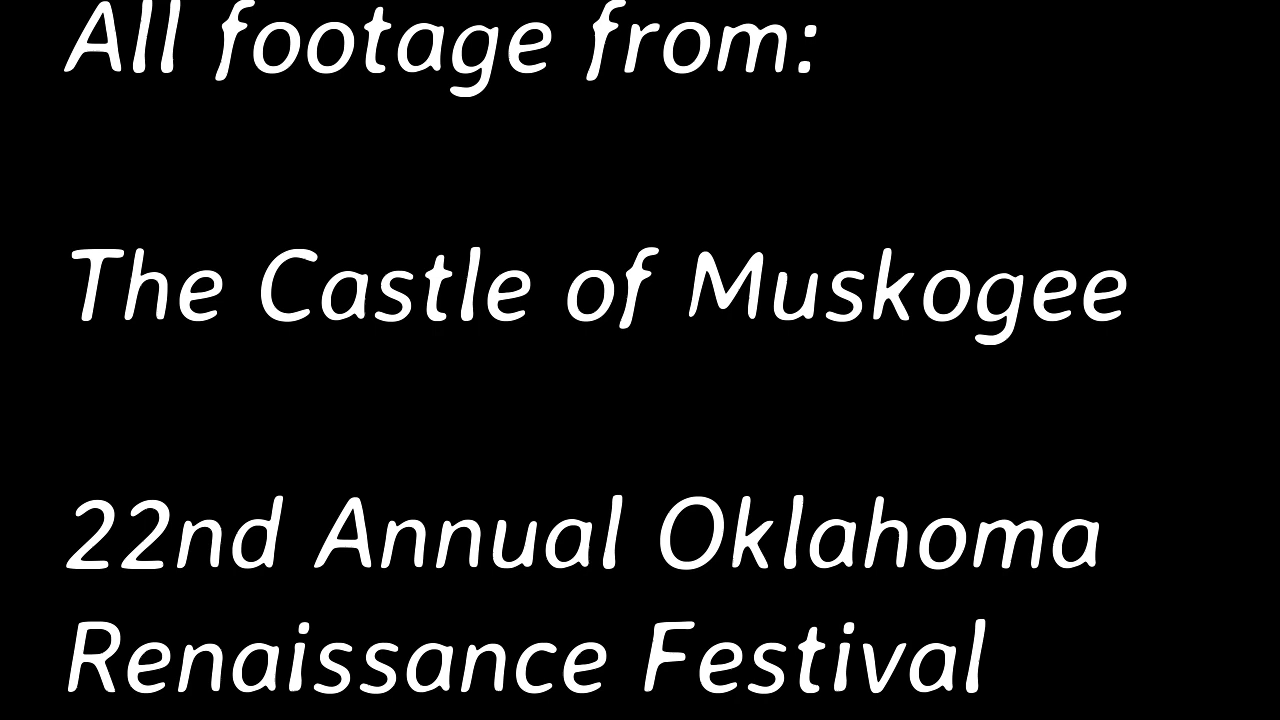 All footage from:
The Castle of Muskogee
22nd Annual Oklahoma
Renaissance Festival